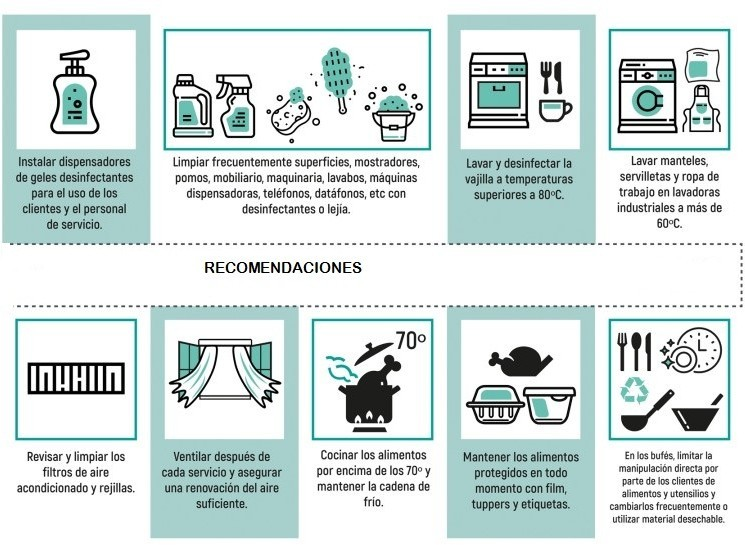 Instalar dispensadores
de geles desinfectantes
para el uso de los
clientes y el personal
de servicio.
Limpiar frecuentemente superficies, mostradores,
pomos, mobiliario, maquinaria, lavabos, máquinas
dispensadoras, teléfonos, datáfonos, etc con
desinfectantes o lejía.
Lavar y desinfectar la
vajilla a temperaturas
superiores a 80ºC.
Lavar manteles,
servilletas y ropa de
trabajo en lavadoras
industriales a más de
60ºC.
RECOMENDACIONES
Revisar y limpiar los
filtros de aire
acondicionado y rejillas.
Ventilar después de
cada servicio y asegurar
una renovación del aire
suficiente.
70º
Cocinar los alimentos
por encima de los 70º y
mantener la cadena de
frío.
Mantener los alimentos
protegidos en todo
momento con film,
tuppers y etiquetas.
En los bufés, limitar la
manipulación directa por
parte de los clientes de
alimentos y utensilios y
cambiarlos frecuentemente o
utilizar material desechable.